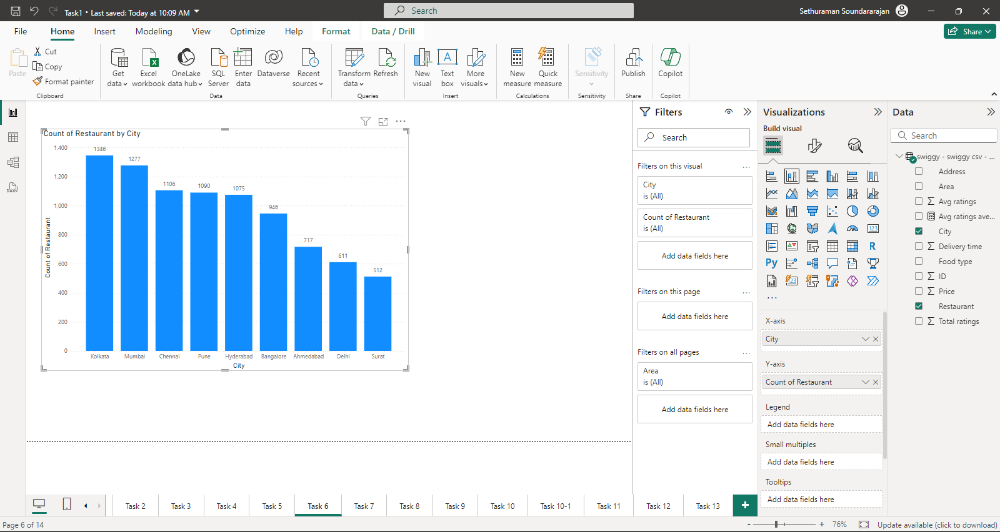 Task1 • Last saved: Today at 10:09 AM
Search
Sethuraman Soundararajan
File Home Insert Modeling View Optimize Help Format Data / Drill
Share
Paste
Cut
Copy
Format painter
Clipboard
Get data
Excel workbook
OneLake data hub
SQL Server
Enter data
Dataverse
Recent sources
Data
Transform data
Refresh
Queries
New visual
Text box
More visuals
Insert
New measure
Quick measure
Calculations
Sensitivity
Sensitivity
Publish
Share
Copilot
Copilot
Count of Restaurant by City
Count of Restaurant
1,400
1,200
1,000
800
600
400
200
0
1346
1277
1106
1090
1075
946
717
611
512
Kolkata Mumbai Chennai Pune Hyderabad Bangalore Ahmedabad Delhi Surat
City
Filters
Search
Filters on this visual
...
City
is (All)
Count of Restaurant
is (All)
Add data fields here
Filters on this page
...
Add data fields here
Filters on all pages
...
Area
is (All)
Add data fields here
Visualizations
Build visual
123
R
Py
123
...
X-axis
City
Y-axis
Count of Restaurant
Legend
Add data fields here
Small multiples
Add data fields here
Tooltips
Add data fields here
Data
Search
swiggy - swiggy csv - ...
Address
Area
Avg ratings
Avg ratings ave...
City
Delivery time
Food type
ID
Price
Restaurant
Total ratings
Task 2 Task 3 Task 4 Task 5 Task 6 Task 7 Task 8 Task 9 Task 10 Task 10-1 Task 11 Task 12 Task 13 +
Page 6 of 14
- + 76%
Update available (click to download)